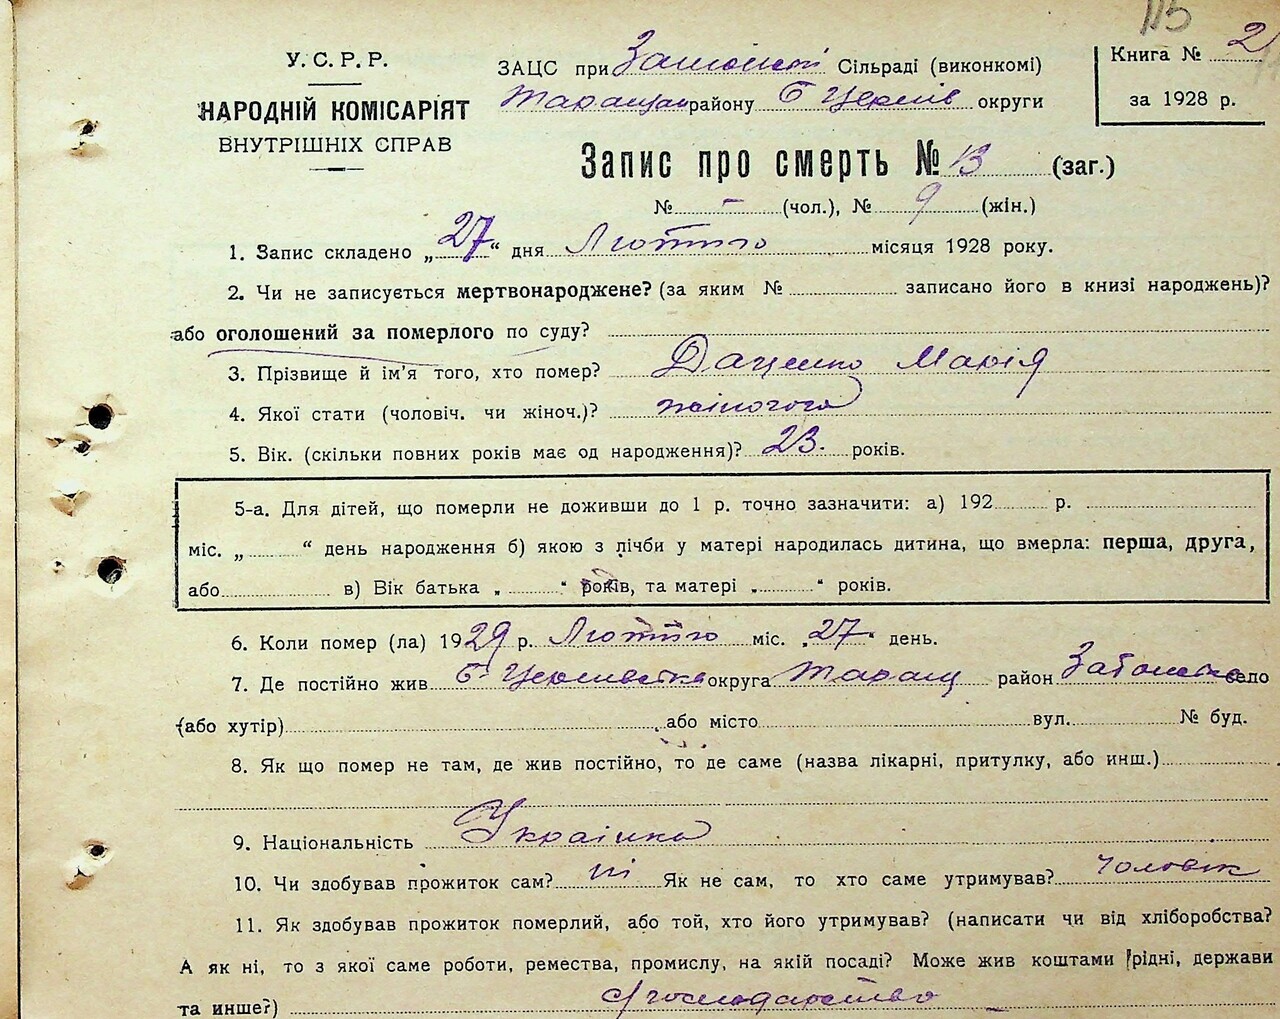 115
У.С.Р.Р.
НАРОДНІЙ КОМІСАРІЯТ
ВНУТРІШНІХ СПРАВ
ЗАЦС при Сільраді (виконкомі)
Таращан району Б Церків округи
Книга № 2
за 1928 р.
Запис про смерть № 13 (заг.)
№ - (чол.), № 9 (жін.)
1. Запис складено „27“ дня Лютого місяця 1928 року.
2. Чи не записується мертвонароджене? (за яким № записано його в книзі народжень)?
або оголошений за померлого по суду?
3. Прізвище й ім'я того, хто помер? Даценко Марія
4. Якої стати (чоловіч. чи жіноч.)? жіночого
5. Вік. (скільки повних років має од народження)? 23. років.
5-а. Для дітей, що померли не доживши до 1 р. точно зазначити: а) 192 р.
міс. „ “ день народження б) якою з лічби у матері народилась дитина, що вмерла: перша, друга,
або в) Вік батька „ “ років, та матері „ “ років.
6. Коли помер (ла) 1929 р. Лютого міс. „27“ день.
7. Де постійно жив Б Церківська округа Таращ район село
(або хутір) або місто вул. № буд.
8. Як що помер не там, де жив постійно, то де саме (назва лікарні, притулку, або инш.)
9. Національність Українка
10. Чи здобував прожиток сам? ні Як не сам, то хто саме утримував? чоловік
11. Як здобував прожиток померлий, або той, хто його утримував? (написати чи від хліборобства?
А як ні, то з якої саме роботи, ремества, промислу, на якій посаді? Може жив коштами рідні, держави
та инше?) господарство